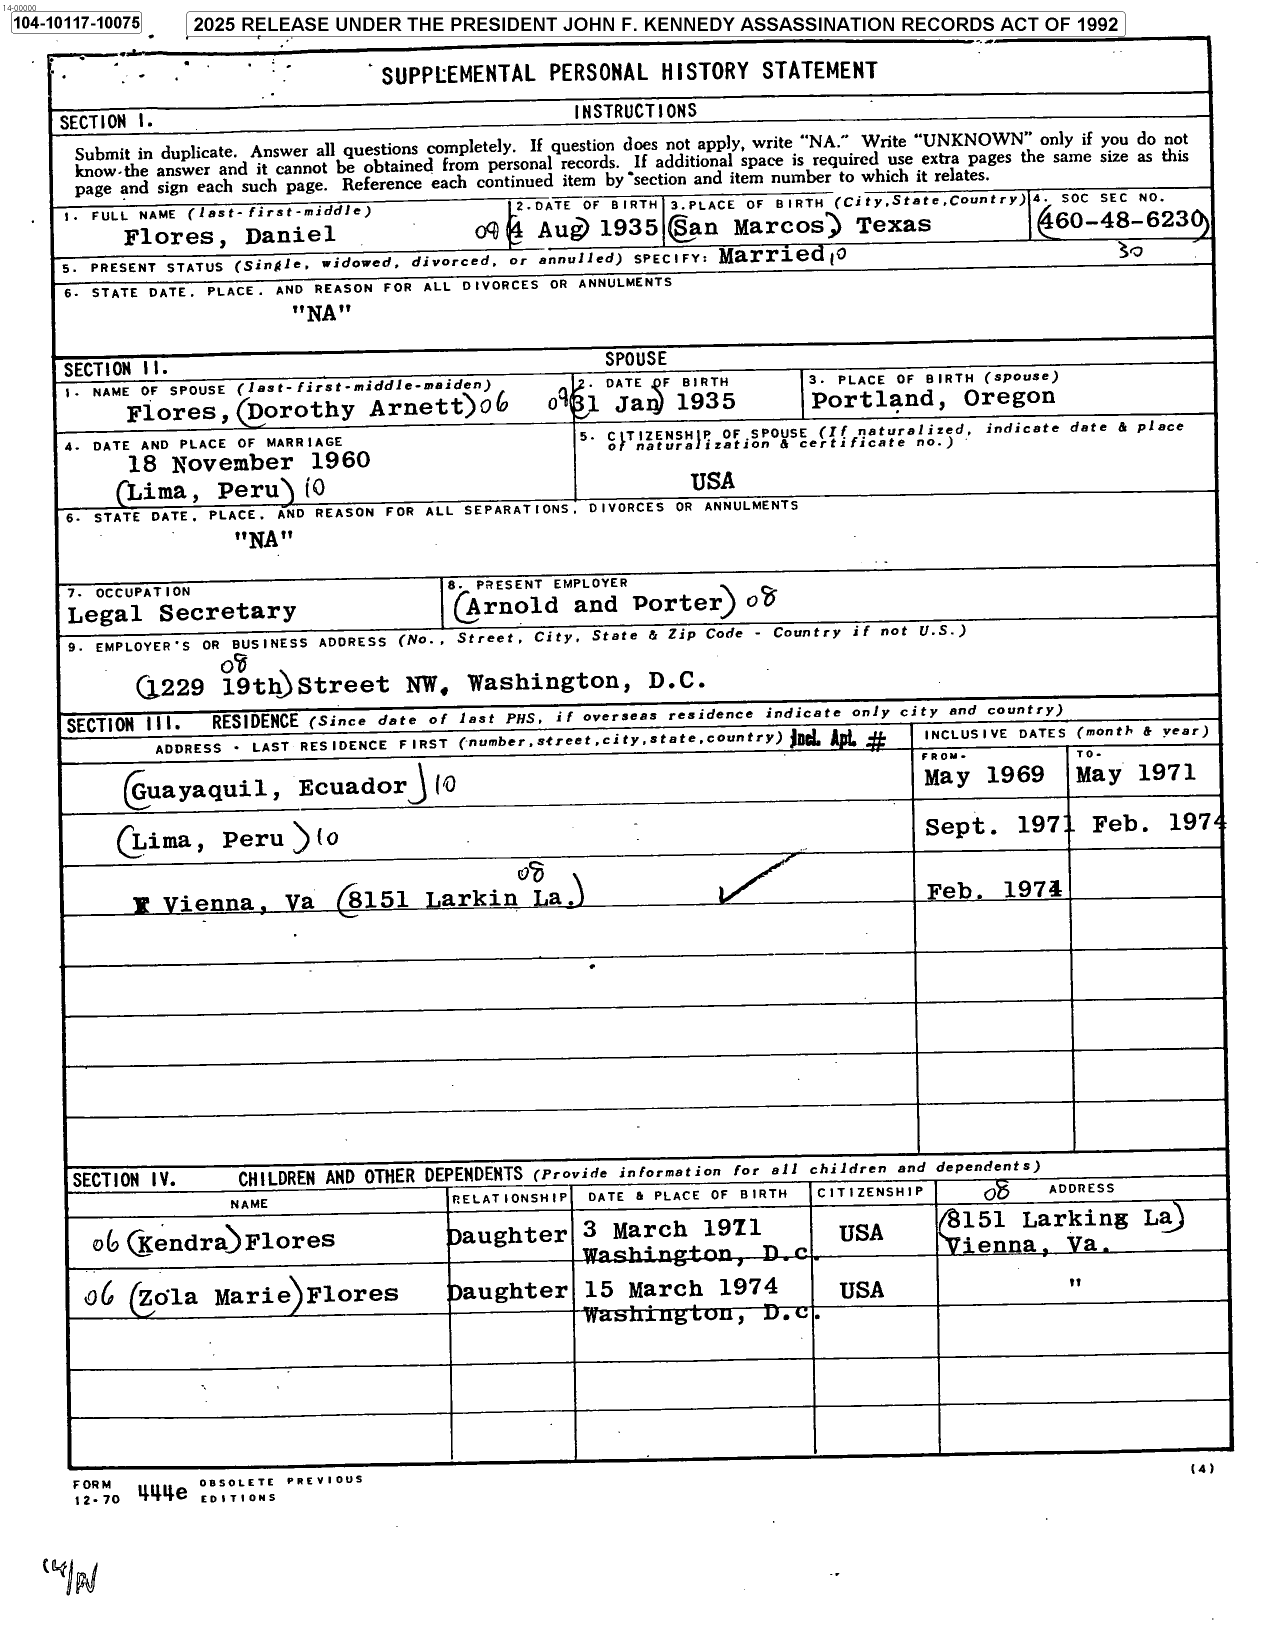 14-00000
104-10117-10075
2025 RELEASE UNDER THE PRESIDENT JOHN F. KENNEDY ASSASSINATION RECORDS ACT OF 1992
SUPPLEMENTAL PERSONAL HISTORY STATEMENT
SECTION I. INSTRUCTIONS
Submit in duplicate. Answer all questions completely. If question does not apply, write "NA." Write "UNKNOWN" only if you do not
know the answer and it cannot be obtained from personal records. If additional space is required use extra pages the same size as this
page and sign each such page. Reference each continued item by section and item number to which it relates.
1. FULL NAME (last-first-middle) 2. DATE OF BIRTH 3. PLACE OF BIRTH (City, State, Country) 4. SOC SEC NO.
Flores, Daniel 09 (4 Aug) 1935 (San Marcos) Texas (460-48-6230)
5. PRESENT STATUS (Single, widowed, divorced, or annulled) SPECIFY: Married 10 30
6. STATE DATE, PLACE, AND REASON FOR ALL DIVORCES OR ANNULMENTS
"NA"
SECTION II. SPOUSE
1. NAME OF SPOUSE (last-first-middle-maiden) 2. DATE OF BIRTH 3. PLACE OF BIRTH (spouse)
Flores, (Dorothy Arnett) 06 09 (31 Jan) 1935 Portland, Oregon
4. DATE AND PLACE OF MARRIAGE 5. CITIZENSHIP OF SPOUSE (If naturalized, indicate date & place
of naturalization & certificate no.)
18 November 1960
(Lima, Peru) 10 USA
6. STATE DATE, PLACE, AND REASON FOR ALL SEPARATIONS, DIVORCES OR ANNULMENTS
"NA"
7. OCCUPATION 8. PRESENT EMPLOYER
Legal Secretary (Arnold and Porter) 08
9. EMPLOYER'S OR BUSINESS ADDRESS (No., Street, City, State & Zip Code - Country if not U.S.)
08
(1229 19th) Street NW, Washington, D.C.
SECTION III. RESIDENCE (Since date of last PHS, if overseas residence indicate only city and country)
ADDRESS - LAST RESIDENCE FIRST (number, street, city, state, country) Incl. Apt. # INCLUSIVE DATES (month & year)
FROM- TO-
(Guayaquil, Ecuador) 10 May 1969 May 1971
(Lima, Peru) 10 Sept. 1971 Feb. 1974
08
Vienna, Va (8151 Larkin La.) Feb. 1974
SECTION IV. CHILDREN AND OTHER DEPENDENTS (Provide information for all children and dependents)
NAME RELATIONSHIP DATE & PLACE OF BIRTH CITIZENSHIP 08 ADDRESS
06 (Kendra) Flores Daughter 3 March 1971 USA (8151 Larking La)
Washington, D.c. Vienna, Va.
06 (Zola Marie) Flores Daughter 15 March 1974 USA "
Washington, D.c.
(4)
FORM 12-70 444e OBSOLETE PREVIOUS EDITIONS